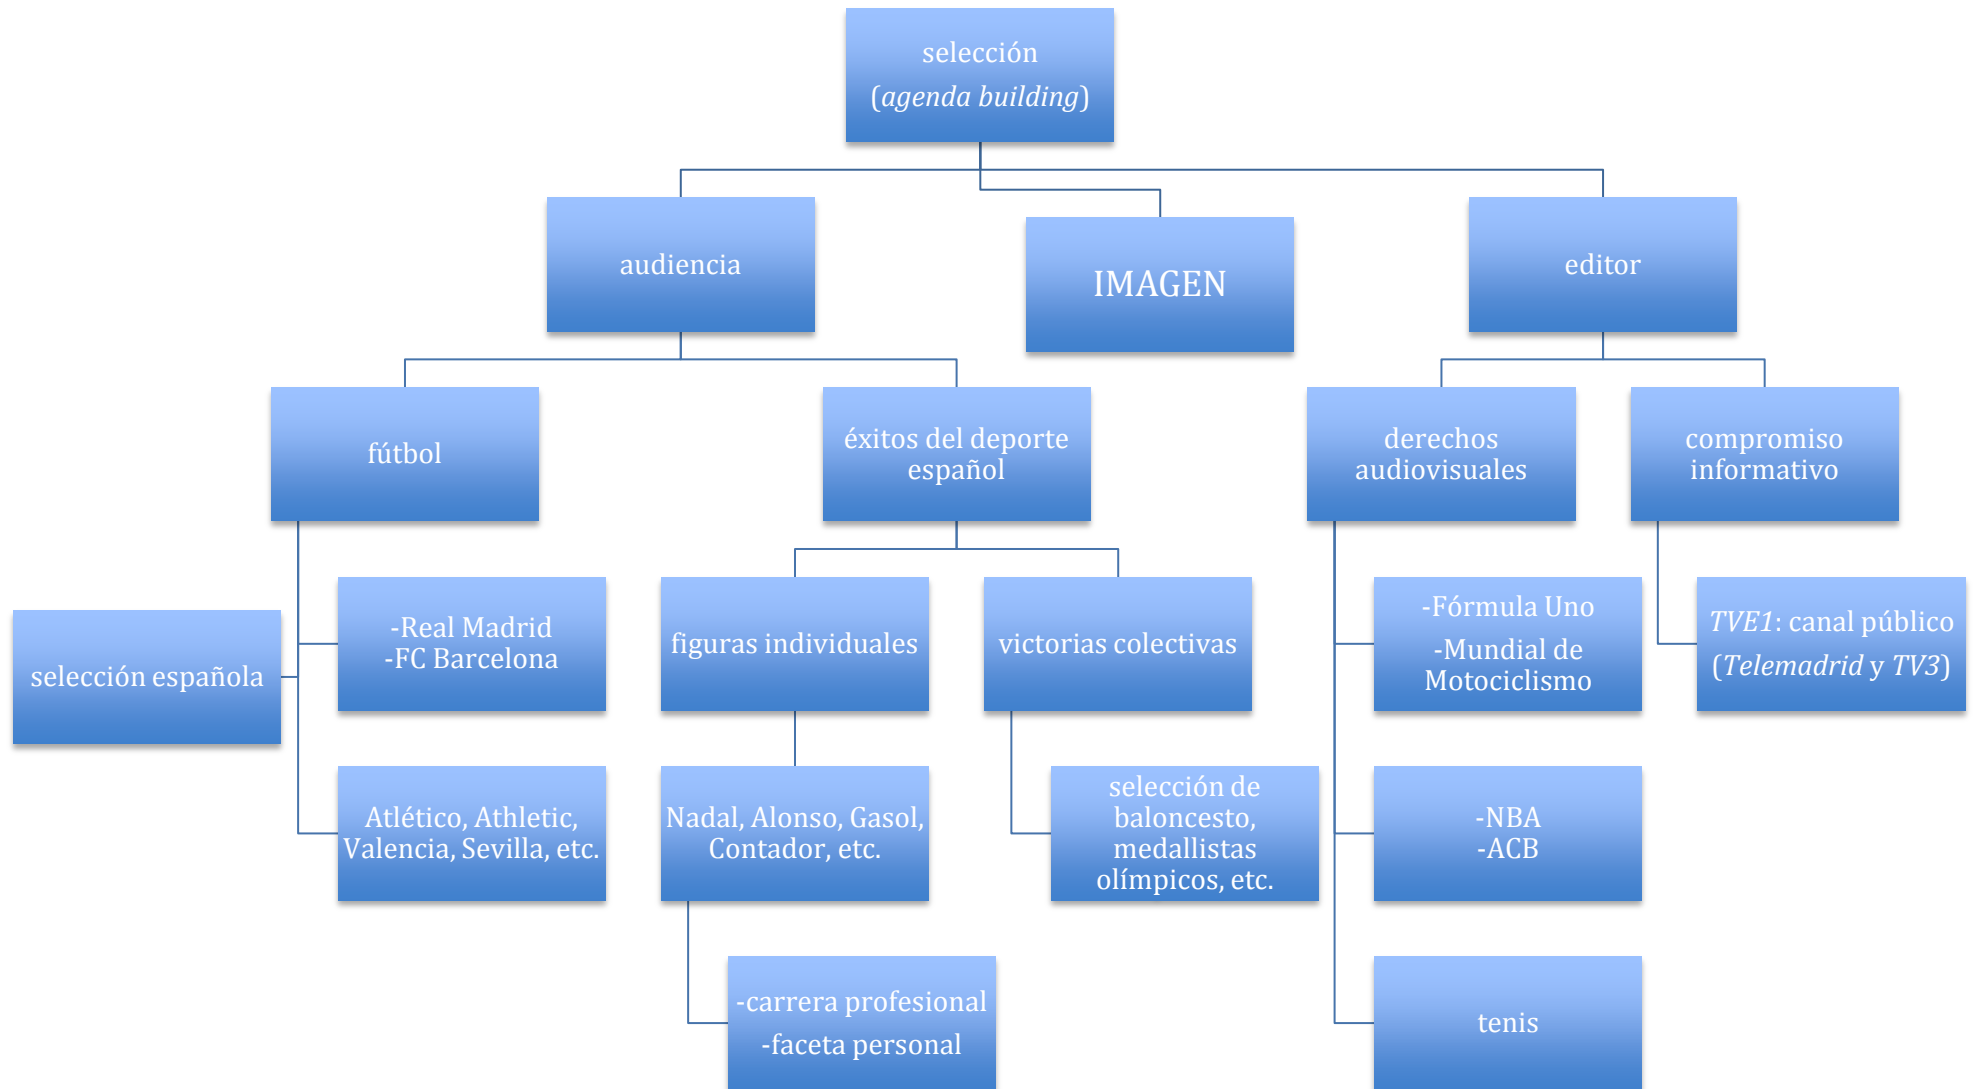 selección
(agenda building)
audiencia
IMAGEN
editor
fútbol
éxitos del deporte
español
derechos
audiovisuales
compromiso
informativo
selección española
-Real Madrid
-FC Barcelona
figuras individuales
victorias colectivas
-Fórmula Uno
-Mundial de
Motociclismo
TVE1: canal público
(Telemadrid y TV3)
Atlético, Athletic,
Valencia, Sevilla, etc.
Nadal, Alonso, Gasol,
Contador, etc.
selección de
baloncesto,
medallistas
olímpicos, etc.
-NBA
-ACB
-carrera profesional
-faceta personal
tenis